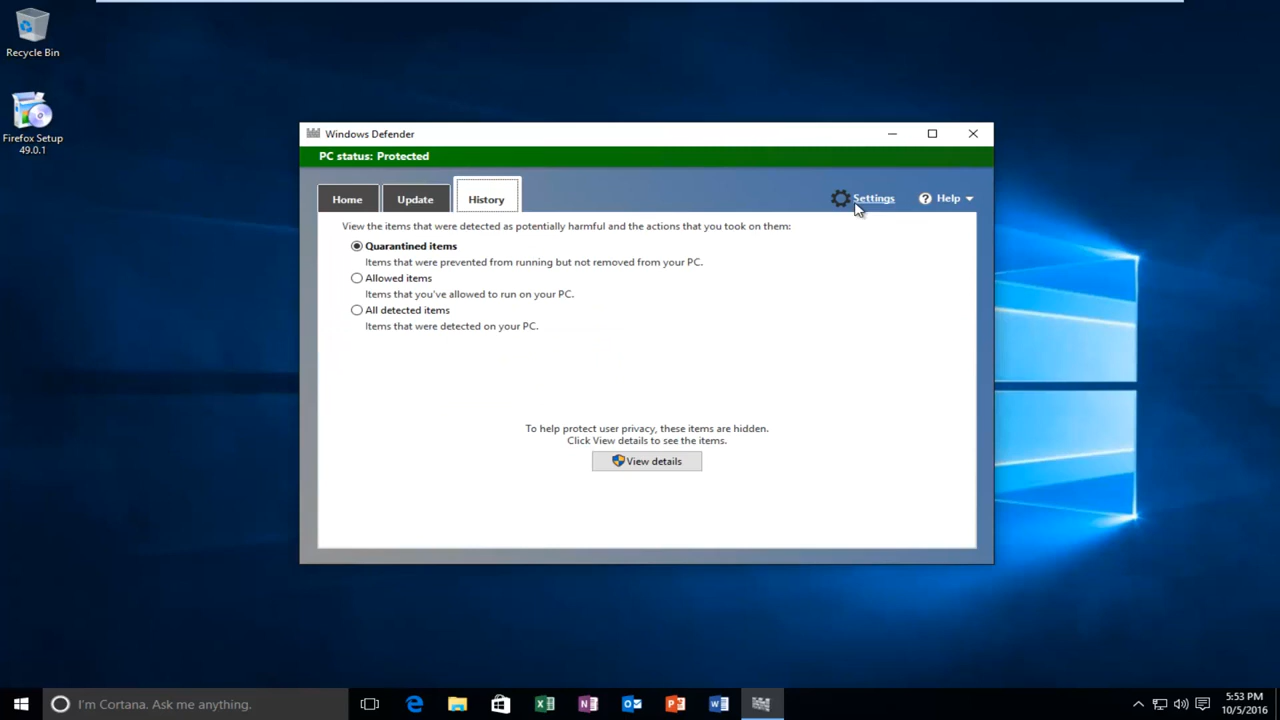 Recycle Bin
Firefox Setup
49.0.1
Windows Defender
PC status: Protected
Home
Update
History
Settings
Help
View the items that were detected as potentially harmful and the actions that you took on them:
Quarantined items
Items that were prevented from running but not removed from your PC.
Allowed items
Items that you've allowed to run on your PC.
All detected items
Items that were detected on your PC.
To help protect user privacy, these items are hidden.
Click View details to see the items.
View details
I'm Cortana. Ask me anything.
5:53 PM
10/5/2016